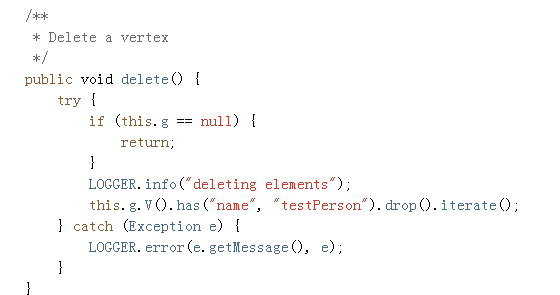 /**
 * Delete a vertex
 */
public void delete() {
    try {
        if (this.g == null) {
            return;
        }
        LOGGER.info("deleting elements");
        this.g.V().has("name", "testPerson").drop().iterate();
    } catch (Exception e) {
        LOGGER.error(e.getMessage(), e);
    }
}